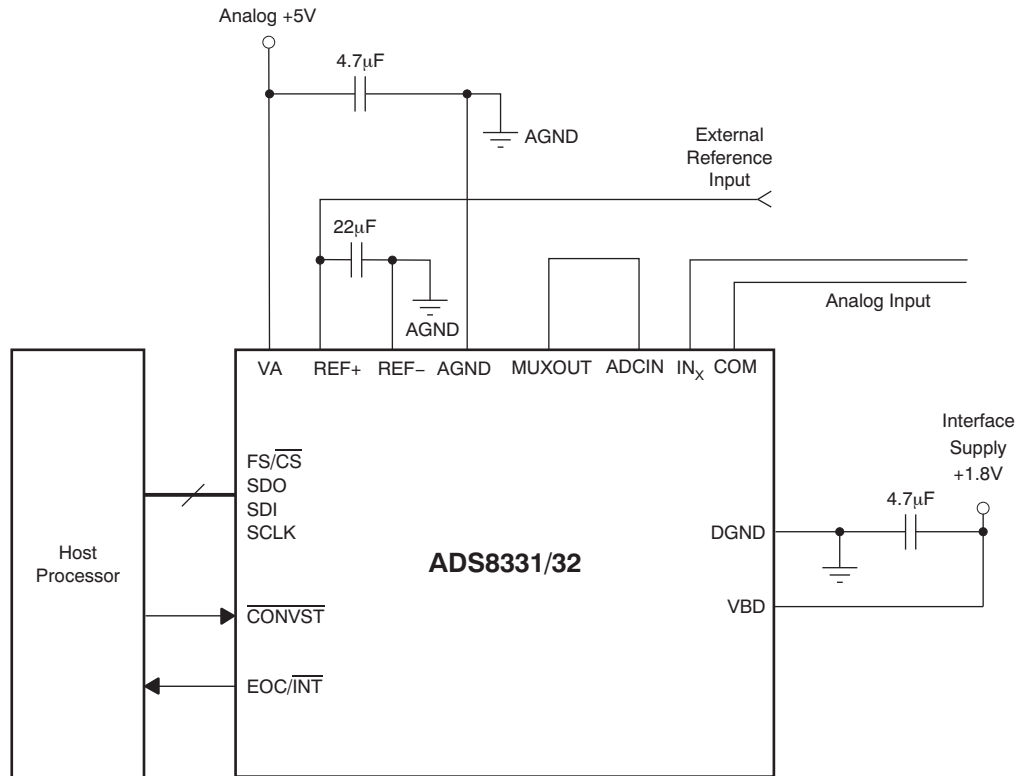 Analog +5V
4.7μF
AGND
External
Reference
Input
22μF
AGND
Analog Input
VA REF+ REF− AGND MUXOUT ADCIN INX COM
Interface
Supply
+1.8V
FS/CS
SDO
SDI
SCLK
4.7μF
DGND
Host
Processor
ADS8331/32
VBD
CONVST
EOC/INT